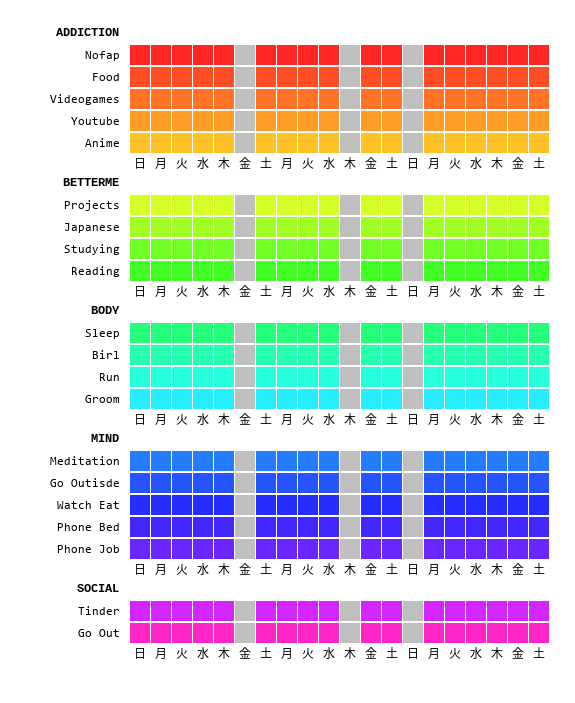 ADDICTION
Nofap
Food
Videogames
Youtube
Anime
日 月 火 水 木 金 土 月 火 水 木 金 土 日 月 火 水 木 金 土
BETTERME
Projects
Japanese
Studying
Reading
日 月 火 水 木 金 土 月 火 水 木 金 土 日 月 火 水 木 金 土
BODY
Sleep
Birl
Run
Groom
日 月 火 水 木 金 土 月 火 水 木 金 土 日 月 火 水 木 金 土
MIND
Meditation
Go Outisde
Watch Eat
Phone Bed
Phone Job
日 月 火 水 木 金 土 月 火 水 木 金 土 日 月 火 水 木 金 土
SOCIAL
Tinder
Go Out
日 月 火 水 木 金 土 月 火 水 木 金 土 日 月 火 水 木 金 土